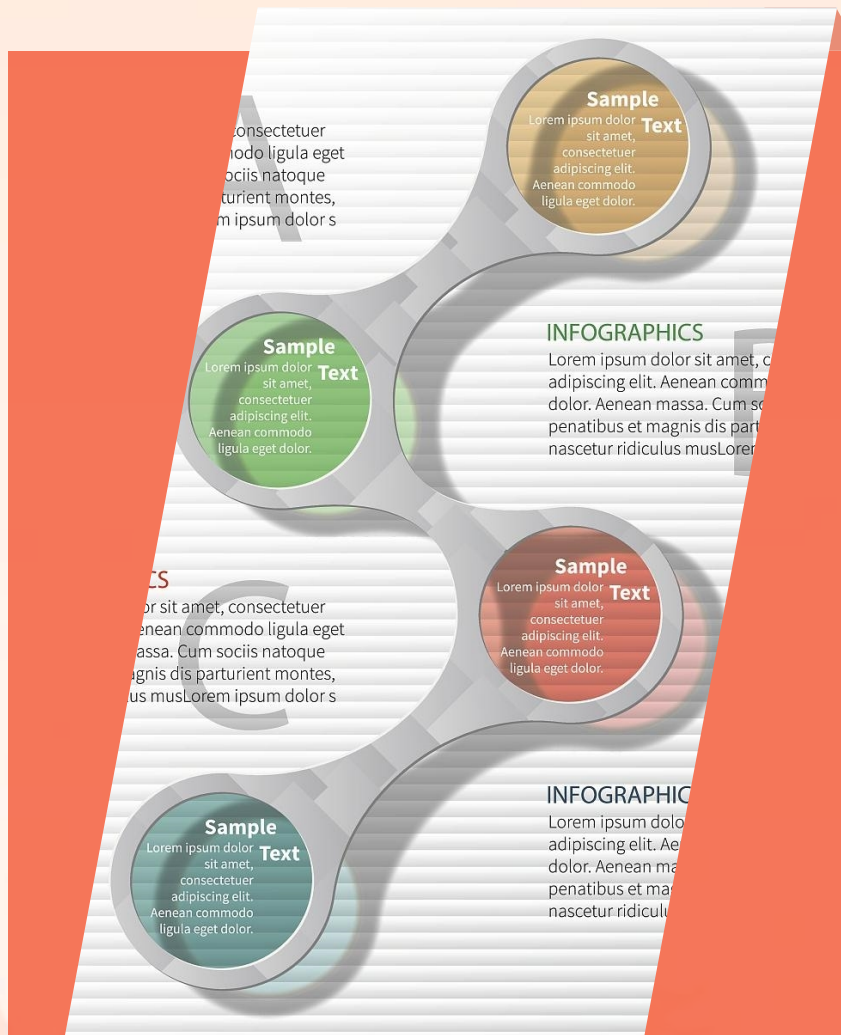 A
consectetuer
modo ligula eget
sociis natoque
turient montes,
m ipsum dolor s
Sample
Text
Lorem ipsum dolor
sit amet,
consectetuer
adipiscing elit.
Aenean commodo
ligula eget dolor.
Sample
Text
Lorem ipsum dolor
sit amet,
consectetuer
adipiscing elit.
Aenean commodo
ligula eget dolor.
INFOGRAPHICS
Lorem ipsum dolor sit amet, c
adipiscing elit. Aenean comm
dolor. Aenean massa. Cum so
penatibus et magnis dis part
nascetur ridiculus musLorem
CS
C
or sit amet, consectetuer
enean commodo ligula eget
assa. Cum sociis natoque
agnis dis parturient montes,
us musLorem ipsum dolor s
Sample
Text
Lorem ipsum dolor
sit amet,
consectetuer
adipiscing elit.
Aenean commodo
ligula eget dolor.
Sample
Text
Lorem ipsum dolor
sit amet,
consectetuer
adipiscing elit.
Aenean commodo
ligula eget dolor.
INFOGRAPHIC
Lorem ipsum dolo
adipiscing elit. Ae
dolor. Aenean ma
penatibus et mag
nascetur ridicul